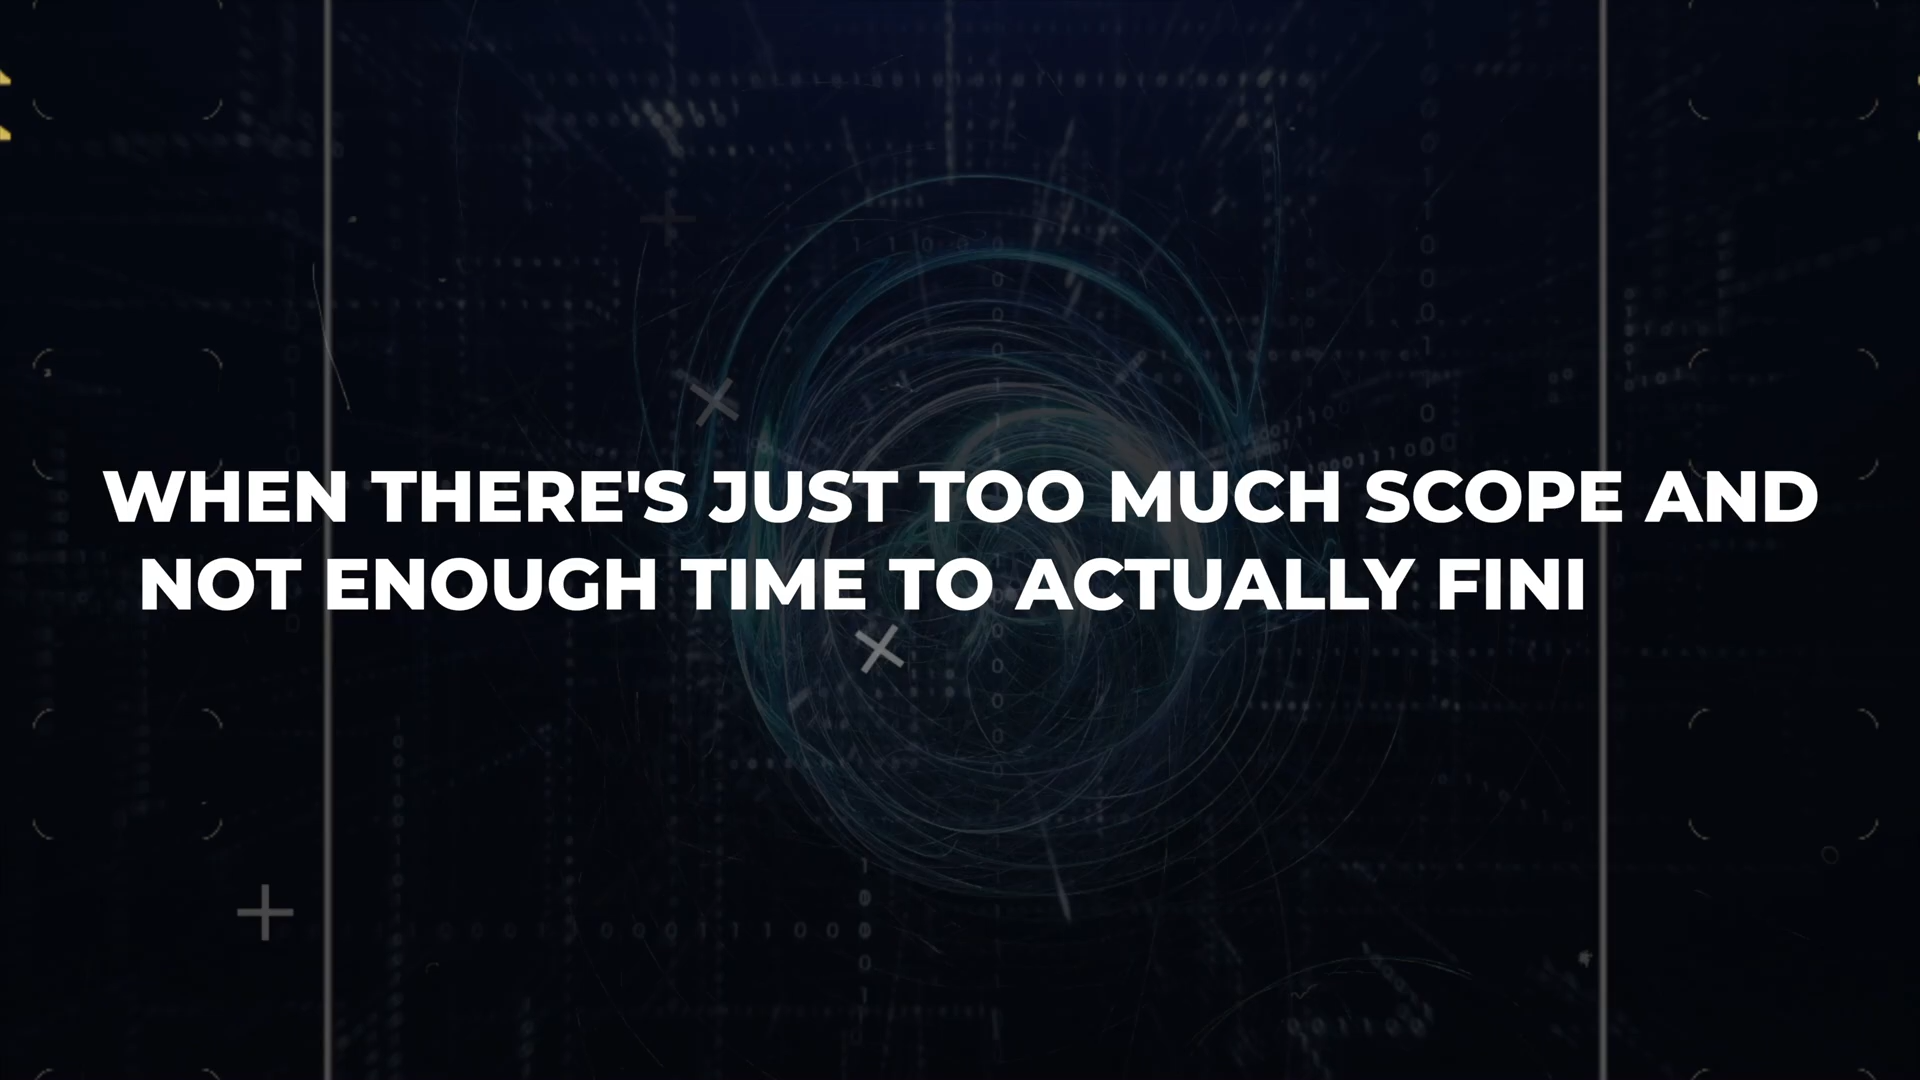 WHEN THERE'S JUST TOO MUCH SCOPE AND
NOT ENOUGH TIME TO ACTUALLY FINI